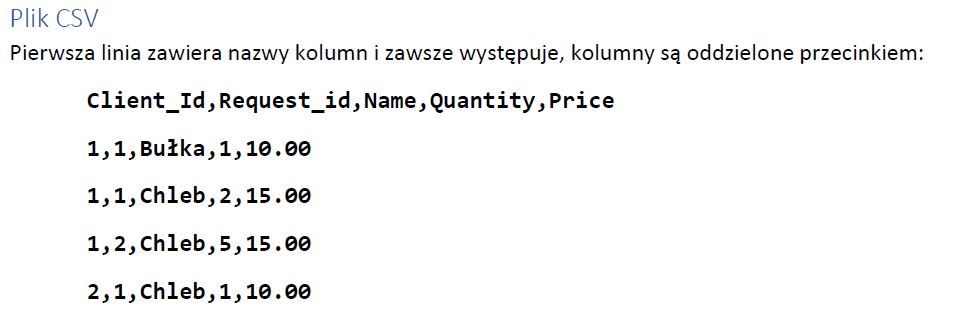 Plik CSV
Pierwsza linia zawiera nazwy kolumn i zawsze występuje, kolumny są oddzielone przecinkiem:
Client_Id,Request_id,Name,Quantity,Price
1,1,Bułka,1,10.00
1,1,Chleb,2,15.00
1,2,Chleb,5,15.00
2,1,Chleb,1,10.00